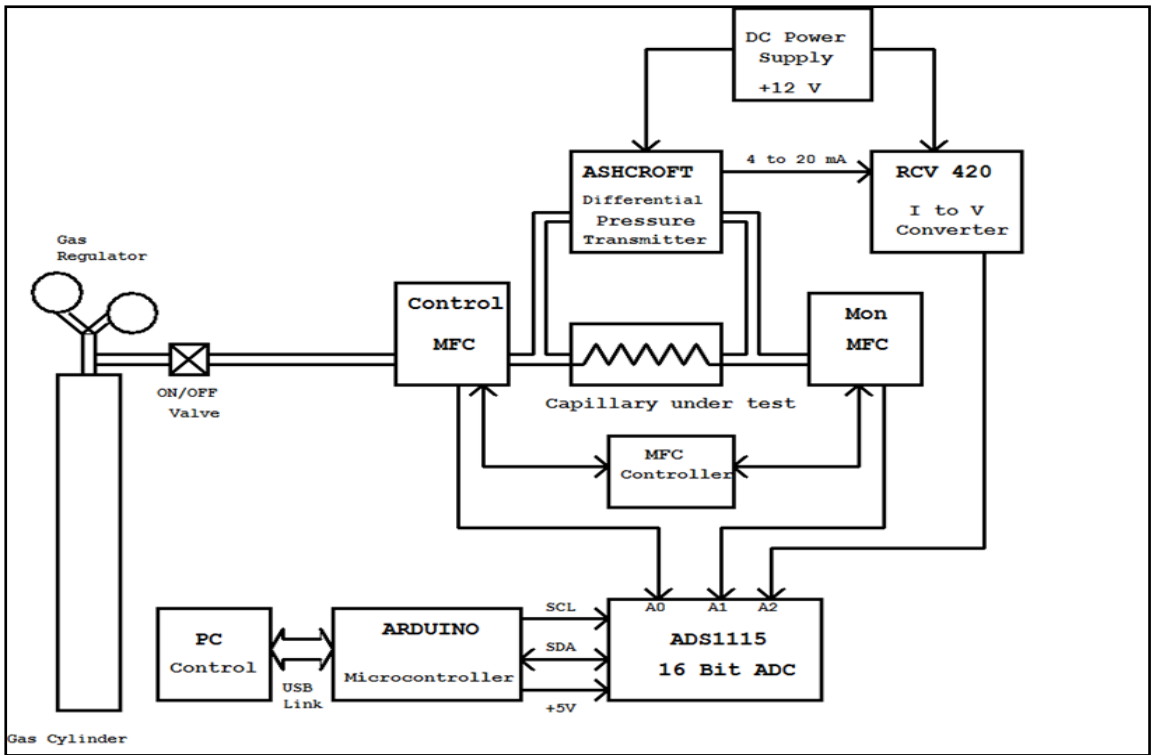 DC Power
Supply
+12 V
ASHCROFT
Differential
Pressure
Transmitter
4 to 20 mA
RCV 420
I to V
Converter
Gas
Regulator
Control
MFC
Mon
MFC
ON/OFF
Valve
Capillary under test
MFC
Controller
PC
Control
USB
Link
ARDUINO
Microcontroller
SCL
SDA
+5V
A0
A1
A2
ADS1115
16 Bit ADC
Gas Cylinder